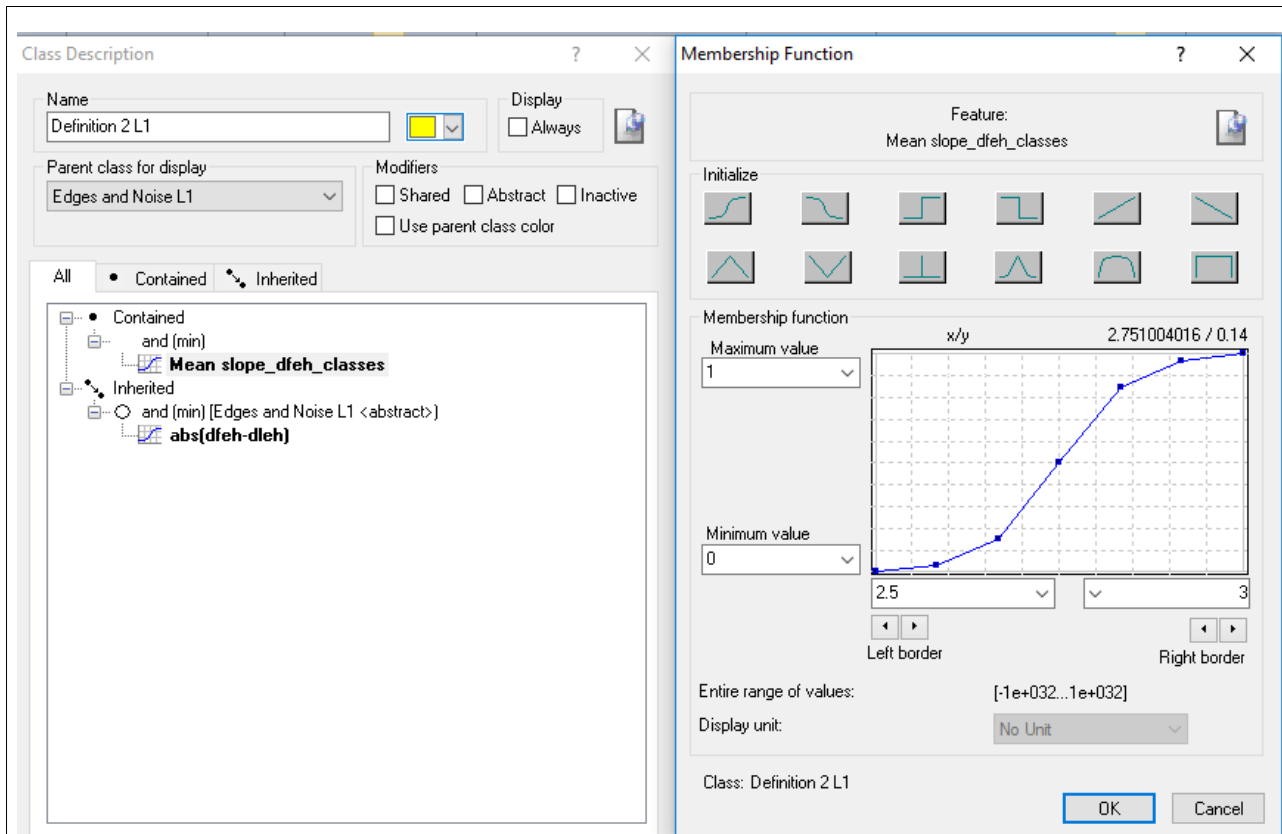 Class Description
?
Name
Definition 2 L1
Display
Always
Parent class for display
Edges and Noise L1
Modifiers
Shared
Abstract
Inactive
Use parent class color
All
Contained
Inherited
Contained
and (min)
Mean slope_dfeh_classes
Inherited
and (min) [Edges and Noise L1 <abstract>)
abs(dfeh-dleh)
Membership Function
?
Feature:
Mean slope_dfeh_classes
Initialize
Membership function
Maximum value
x/y
2.751004016 / 0.14
1
Minimum value
0
2.5
3
Left border
Right border
Entire range of values:
[-1e+032...1e+032]
Display unit:
No Unit
Class: Definition 2 L1
OK
Cancel